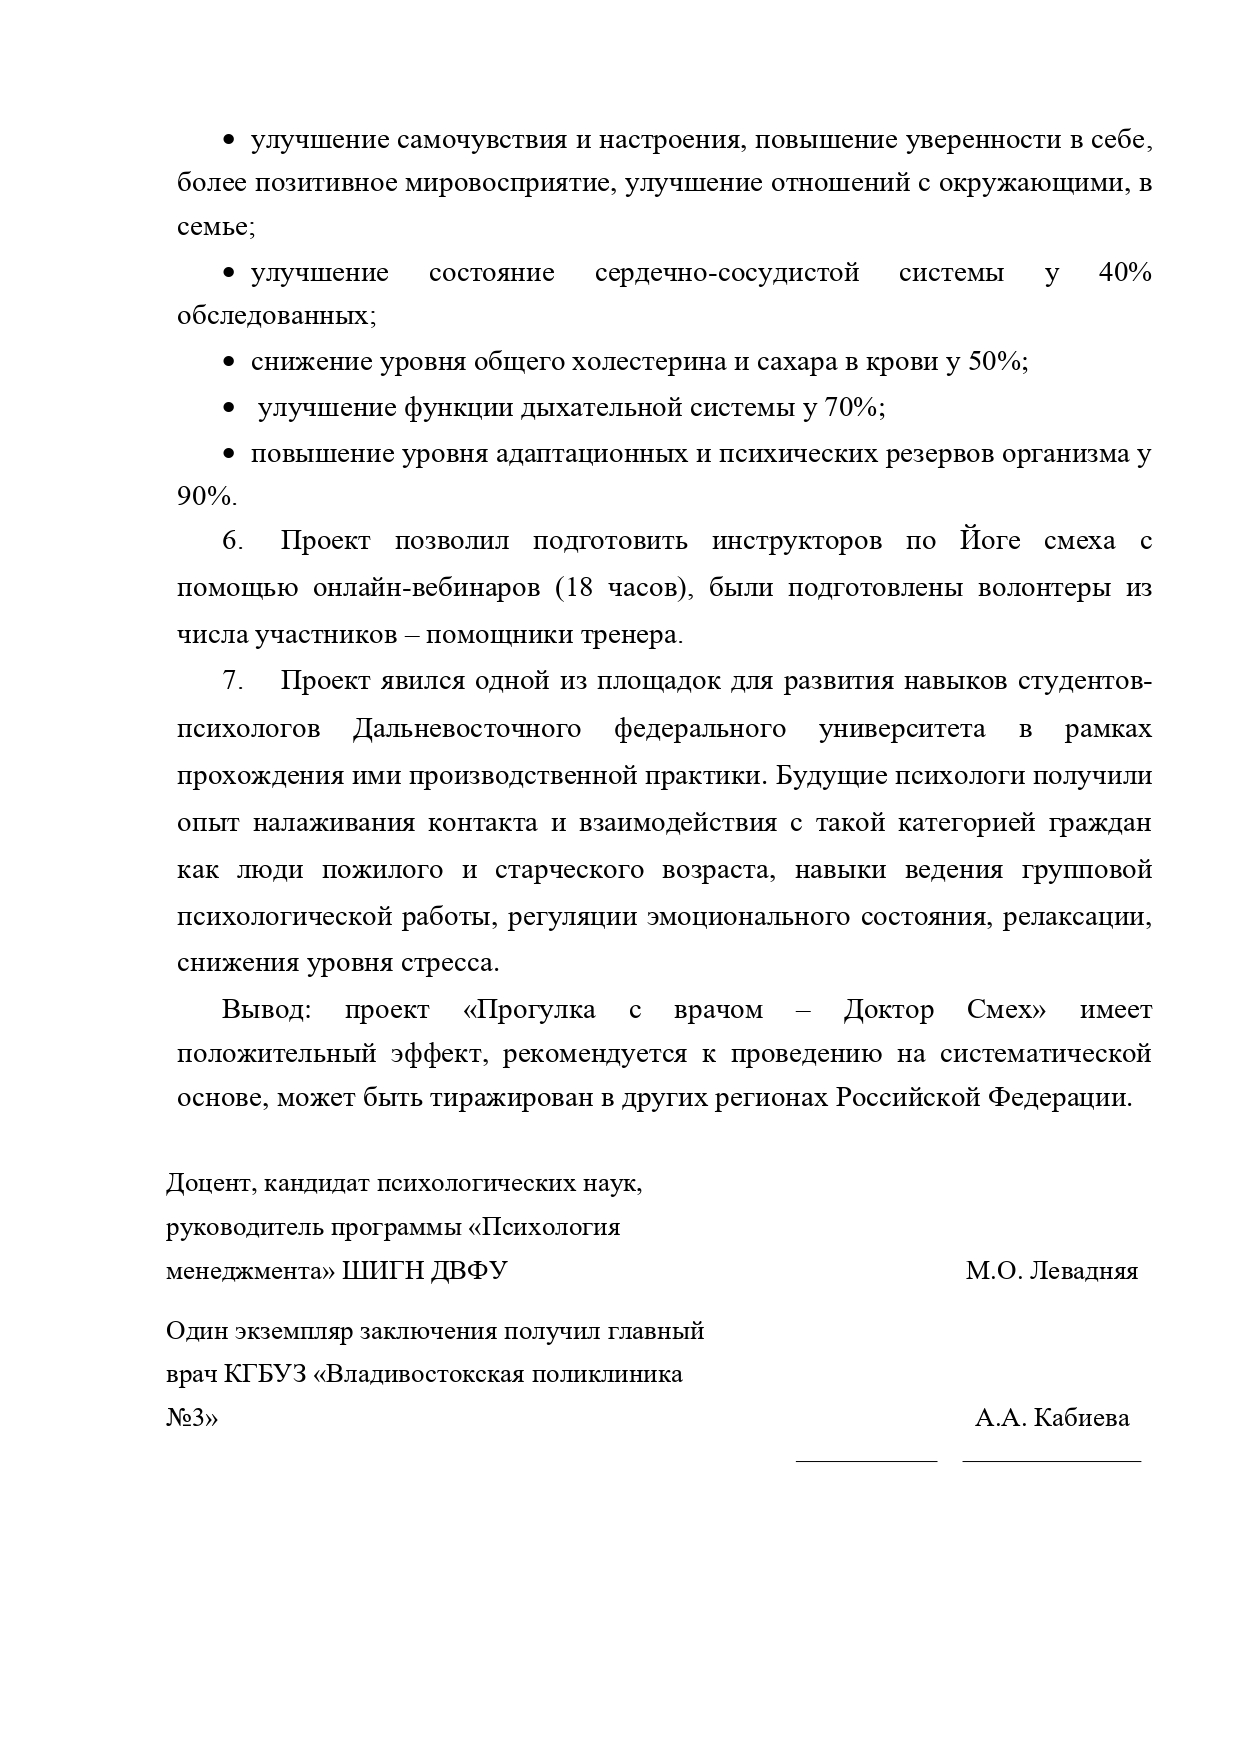 • улучшение самочувствия и настроения, повышение уверенности в себе,
более позитивное мировосприятие, улучшение отношений с окружающими, в
семье;
• улучшение состояние сердечно-сосудистой системы у 40%
обследованных;
• снижение уровня общего холестерина и сахара в крови у 50%;
• улучшение функции дыхательной системы у 70%;
• повышение уровня адаптационных и психических резервов организма у
90%.
6. Проект позволил подготовить инструкторов по Йоге смеха с
помощью онлайн-вебинаров (18 часов), были подготовлены волонтеры из
числа участников – помощники тренера.
7. Проект явился одной из площадок для развития навыков студентов-
психологов Дальневосточного федерального университета в рамках
прохождения ими производственной практики. Будущие психологи получили
опыт налаживания контакта и взаимодействия с такой категорией граждан
как люди пожилого и старческого возраста, навыки ведения групповой
психологической работы, регуляции эмоционального состояния, релаксации,
снижения уровня стресса.
Вывод: проект «Прогулка с врачом – Доктор Смех» имеет
положительный эффект, рекомендуется к проведению на систематической
основе, может быть тиражирован в других регионах Российской Федерации.
Доцент, кандидат психологических наук,
руководитель программы «Психология
менеджмента» ШИГН ДВФУ М.О. Левадняя
Один экземпляр заключения получил главный
врач КГБУЗ «Владивостокская поликлиника
№3» А.А. Кабиева